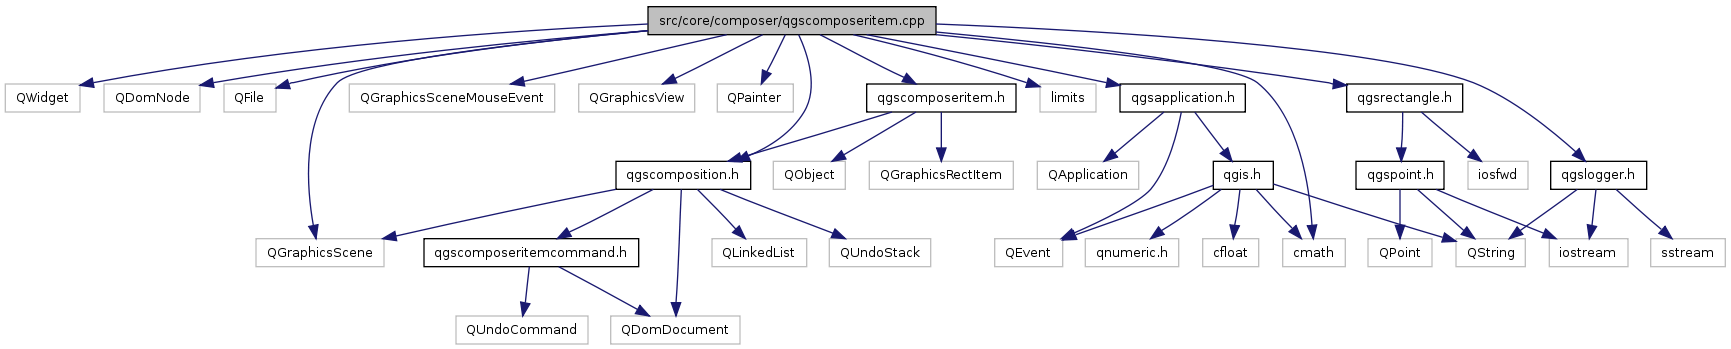 src/core/composer/qgscomposeritem.cpp
QWidget
QDomNode
QFile
QGraphicsSceneMouseEvent
QGraphicsView
QPainter
qgscomposeritem.h
limits
qgsapplication.h
qgsrectangle.h
qgscomposition.h
QObject
QGraphicsRectItem
QApplication
qgis.h
qgspoint.h
iosfwd
qgslogger.h
QGraphicsScene
qgscomposeritemcommand.h
QLinkedList
QUndoStack
QEvent
qnumeric.h
cfloat
cmath
QPoint
QString
iostream
sstream
QUndoCommand
QDomDocument